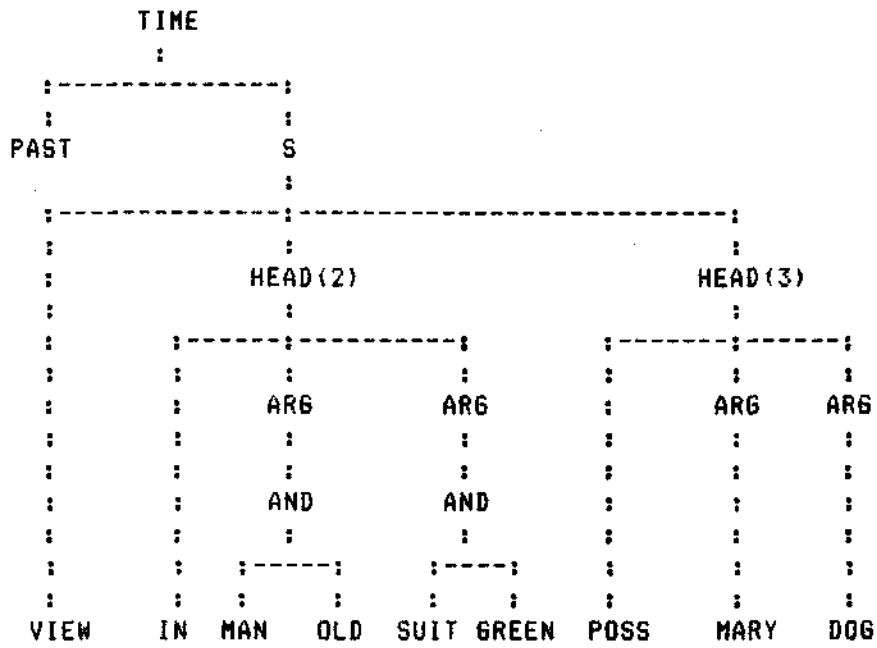 TIME
PAST S
HEAD(2) HEAD(3)
ARG ARG ARG ARG
AND AND
VIEW IN MAN OLD SUIT GREEN POSS MARY DOG